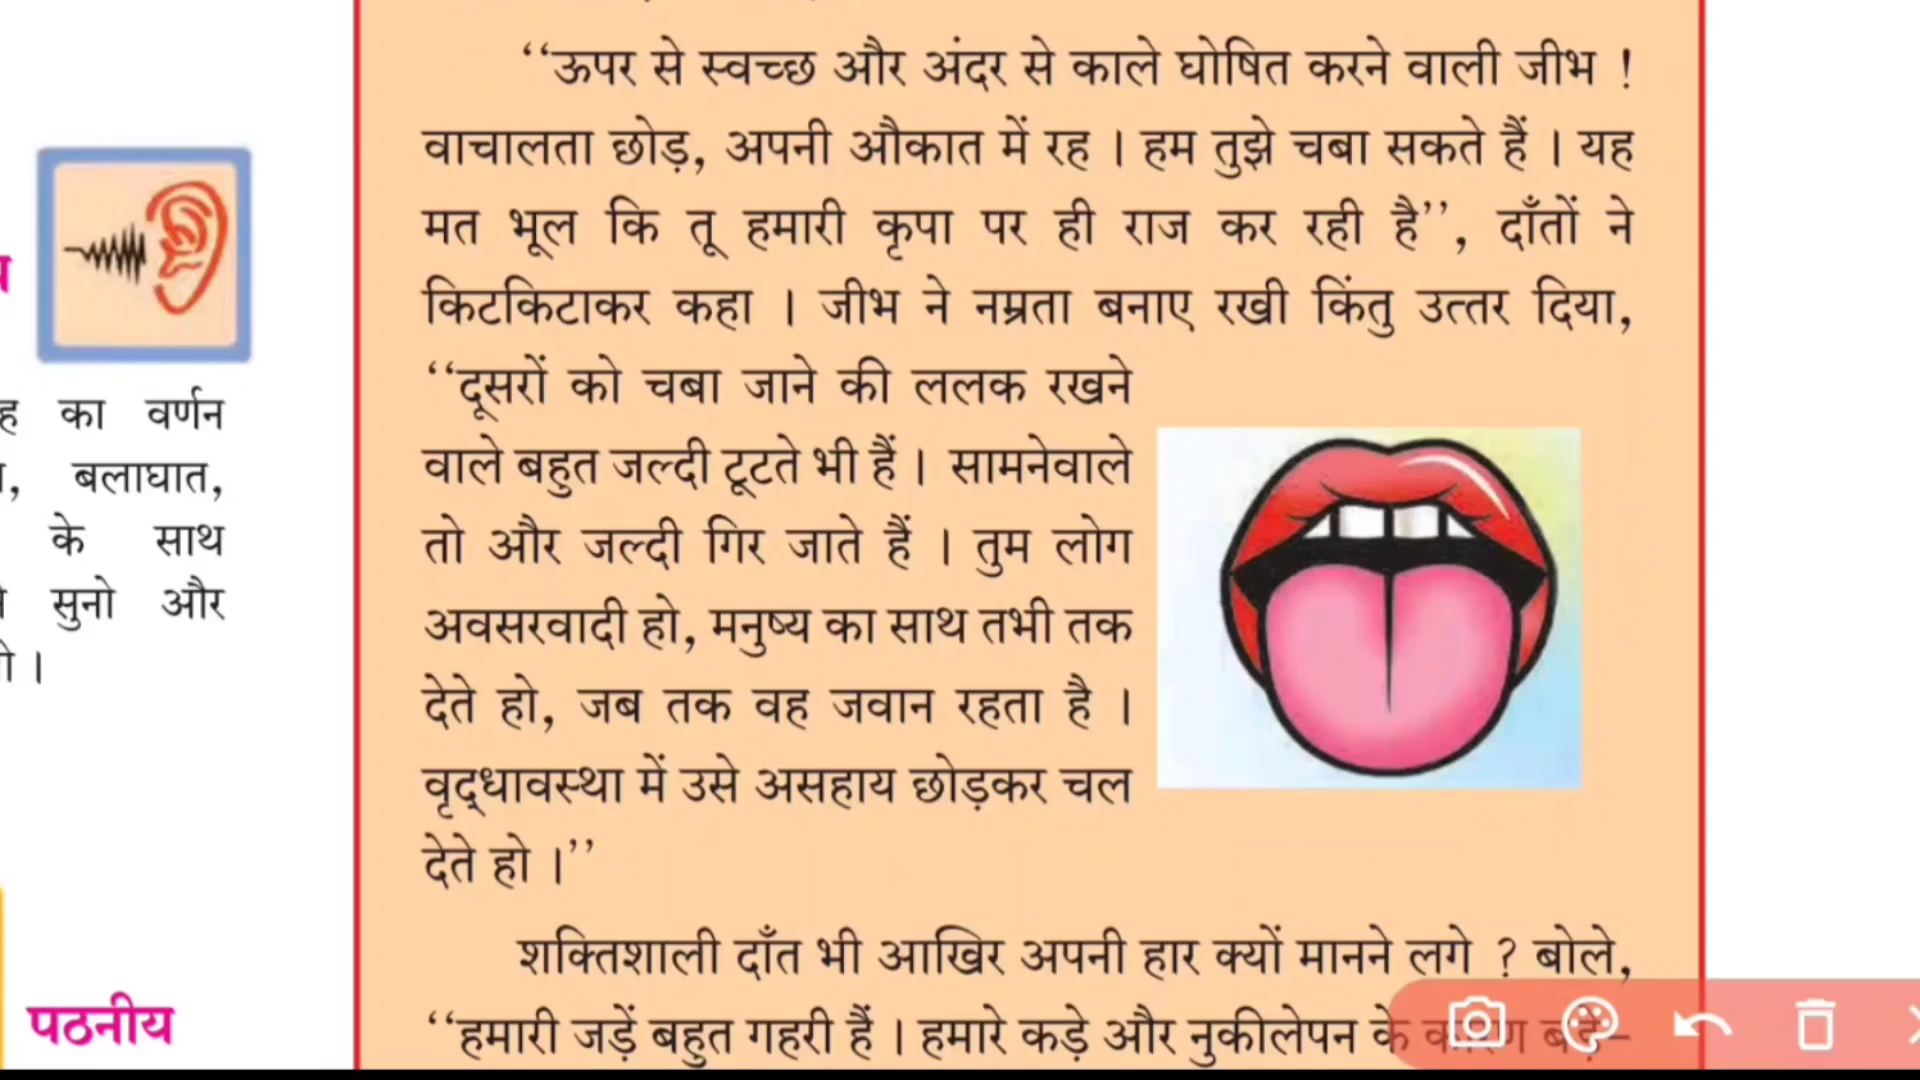 ‘‘ऊपर से स्वच्छ और अंदर से काले घोषित करने वाली जीभ !
वाचालता छोड़, अपनी औकात में रह । हम तुझे चबा सकते हैं । यह
मत भूल कि तू हमारी कृपा पर ही राज कर रही है’’, दाँतों ने
किटकिटाकर कहा । जीभ ने नम्रता बनाए रखी किंतु उत्तर दिया,
‘‘दूसरों को चबा जाने की ललक रखने
वाले बहुत जल्दी टूटते भी हैं । सामनेवाले
तो और जल्दी गिर जाते हैं । तुम लोग
अवसरवादी हो, मनुष्य का साथ तभी तक
देते हो, जब तक वह जवान रहता है ।
वृद्धावस्था में उसे असहाय छोड़कर चल
देते हो ।’’
शक्तिशाली दाँत भी आखिर अपनी हार क्यों मानने लगे ? बोले,
‘‘हमारी जड़ें बहुत गहरी हैं । हमारे कड़े और नुकीलेपन के कारण बड़े-
का वर्णन
बलाघात,
के साथ
सुनो और
पठनीय